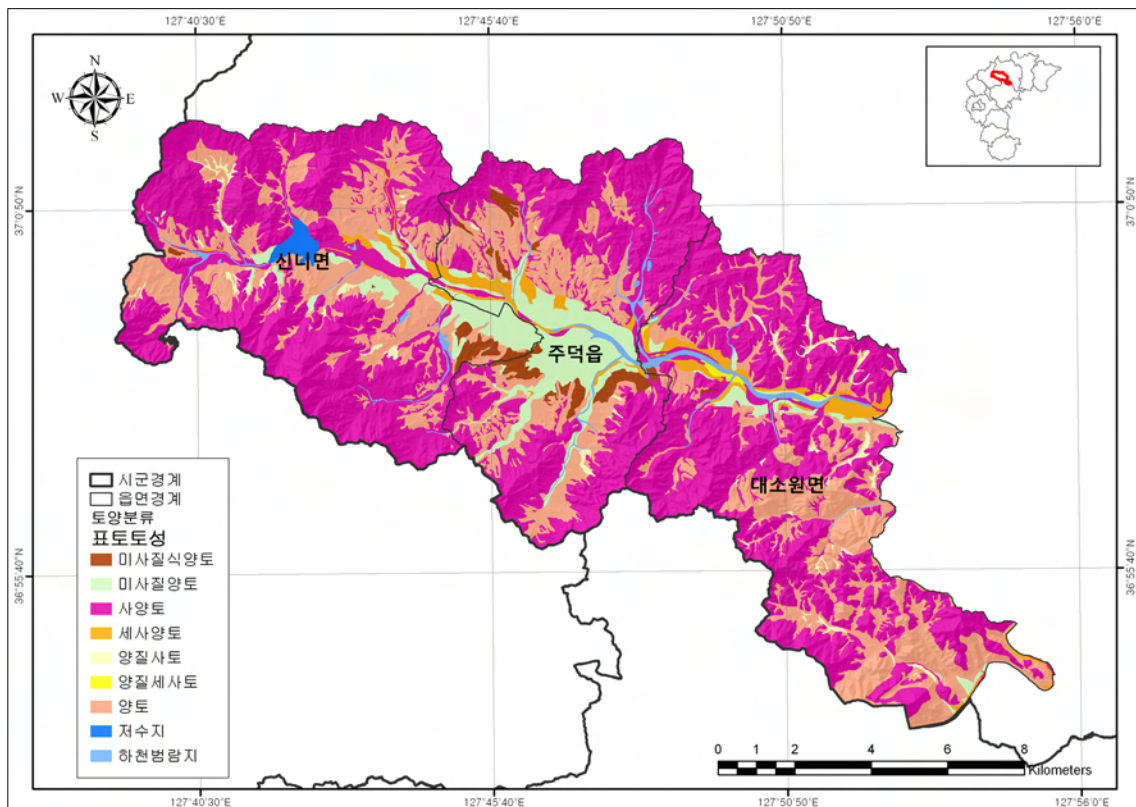 127°40'30"E 127°45'40"E 127°50'50"E 127°56'0"E
N
W E
S
37°0'50"N 37°0'50"N
신니면
주덕읍
대소원면
시군경계
읍면경계
토양분류
표토토성
미사질식양토
미사질양토
사양토
세사양토
양질사토
양질세사토
양토
저수지
하천범람지
36°55'40"N 36°55'40"N
0 1 2 4 6 8
Kilometers
127°40'30"E 127°45'40"E 127°50'50"E 127°56'0"E